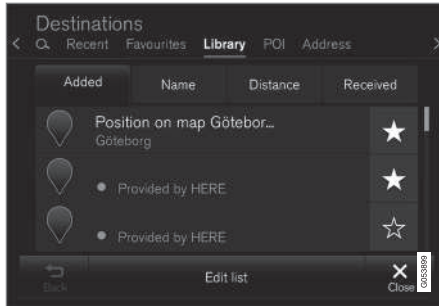 Destinations
Recent Favourites Library POI Address
Added Name Distance Received
Position on map Götebor...
Göteborg
Provided by HERE
Provided by HERE
Back Edit list Close
G053899